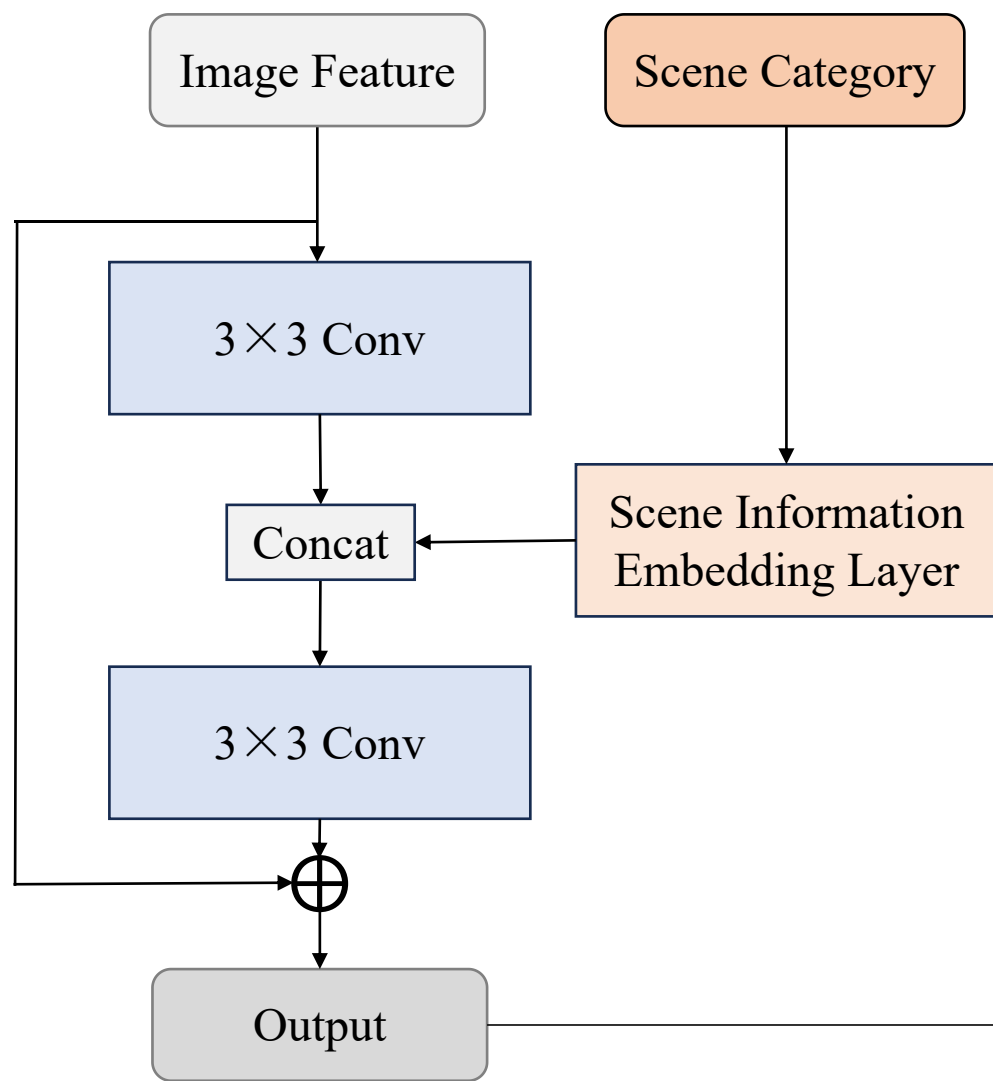 Image Feature
Scene Category
3×3 Conv
Concat
Scene Information
Embedding Layer
3×3 Conv
Output